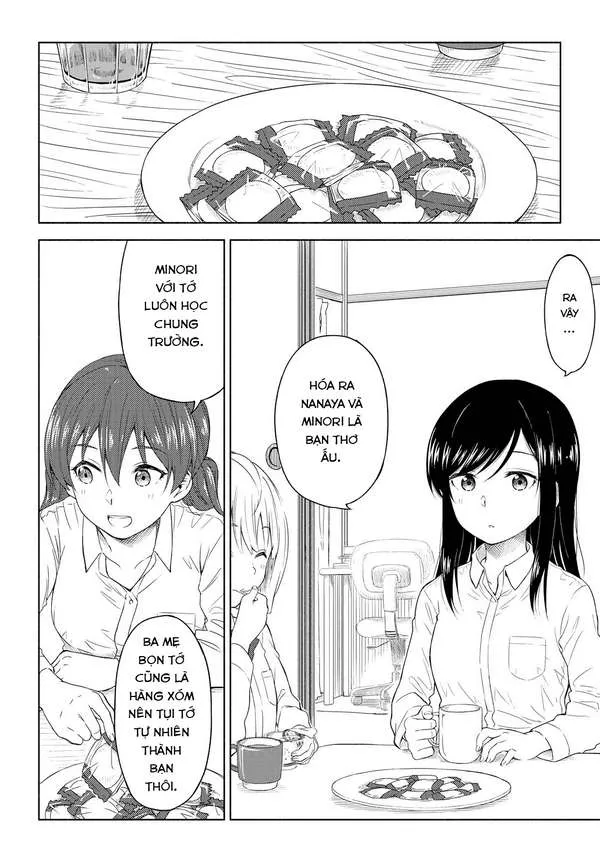 RA
VẬY
...
HÓA RA
NANAYA VÀ
MINORI LÀ
BẠN THƠ
ẤU.
MINORI
VỚI TỚ
LUÔN HỌC
CHUNG
TRƯỜNG.
BA MẸ
BỌN TỚ
CŨNG LÀ
HÀNG XÓM
NÊN TỤI TỚ
TỰ NHIÊN
THÀNH
BẠN
THÔI.